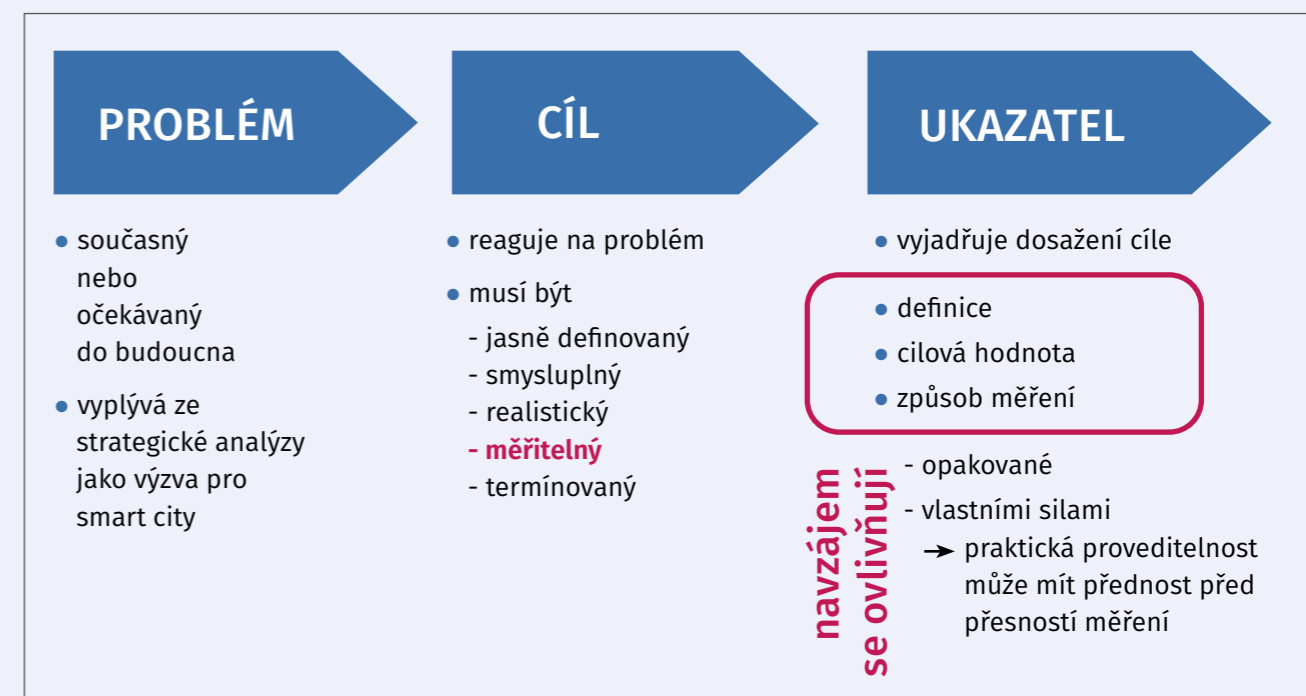 PROBLÉM
• současný
nebo
očekávaný
do budoucna
• vyplývá ze
strategické analýzy
jako výzva pro
smart city
CÍL
• reaguje na problém
• musí být
- jasně definovaný
- smysluplný
- realistický
- měřitelný
- termínovaný
UKAZATEL
• vyjadřuje dosažení cíle
• definice
• cilová hodnota
• způsob měření
navzájem
se ovlivňují
- opakované
- vlastními silami
→ praktická proveditelnost
může mít přednost před
přesností měření